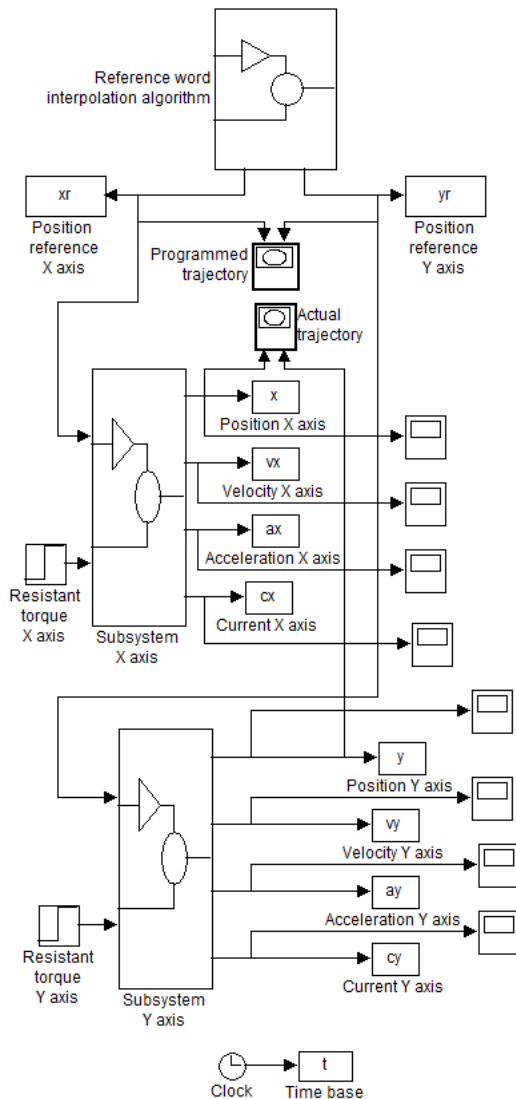 Reference word
interpolation algorithm
xr
Position
reference
X axis
yr
Position
reference
Y axis
Programmed
trajectory
Actual
trajectory
x
Position X axis
vx
Velocity X axis
ax
Acceleration X axis
cx
Current X axis
Resistant
torque
X axis
Subsystem
X axis
y
Position Y axis
vy
Velocity Y axis
ay
Acceleration Y axis
cy
Current Y axis
Resistant
torque
Y axis
Subsystem
Y axis
Clock
t
Time base